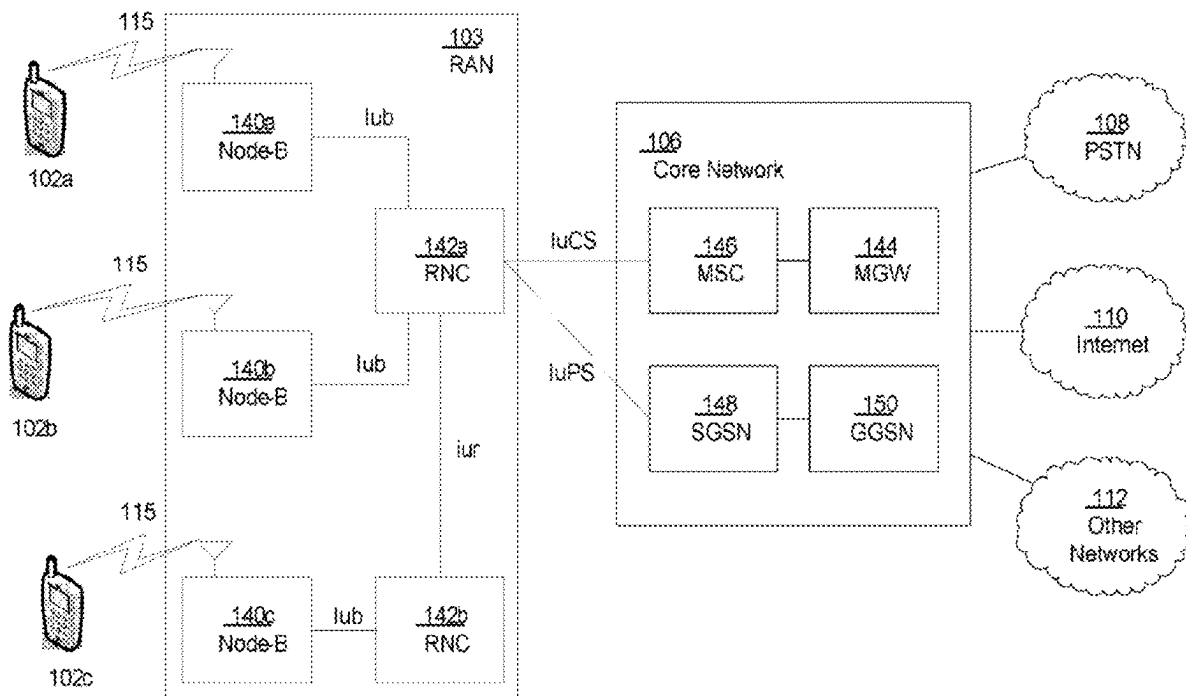 115
103
RAN
102a
140a
Node-B
Iub
108
PSTN
106
Core Network
142a
RNC
IuCS
146
MSC
144
MGW
115
102b
140b
Node-B
Iub
IuPS
110
Internet
148
SGSN
150
GGSN
iur
115
102c
140c
Node-B
Iub
142b
RNC
112
Other
Networks